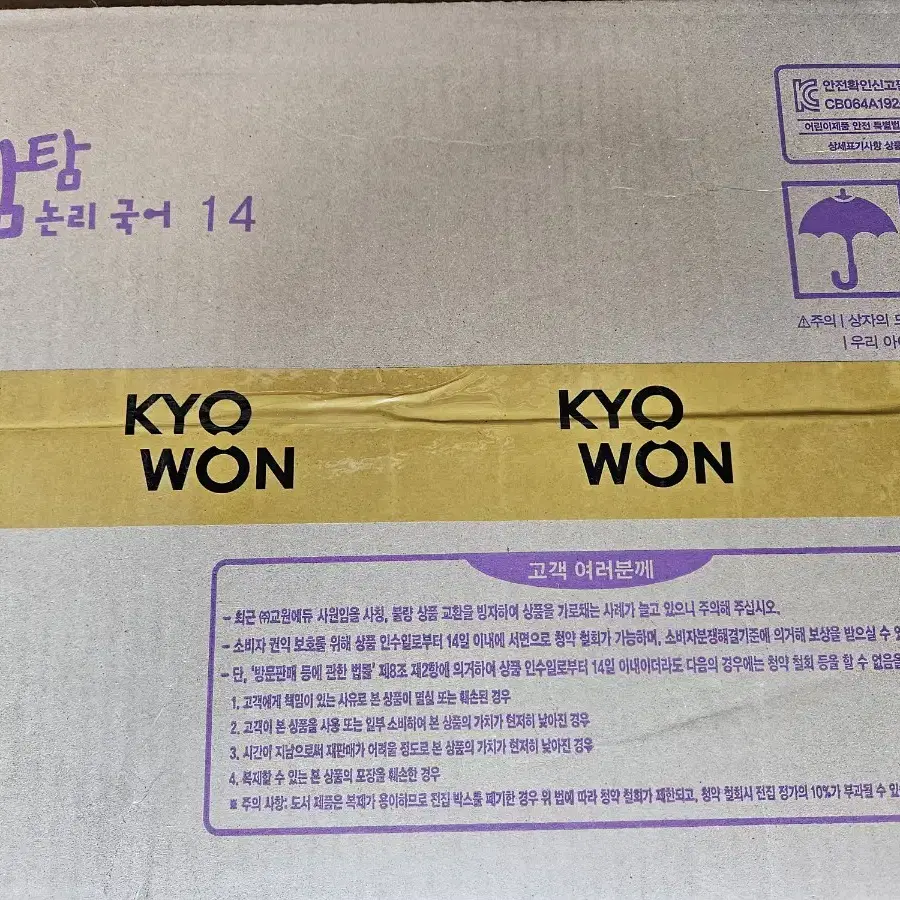 탐
논리 국어 14
안전확인신고
CB064A192
어린이제품 안전 특별법
상세표기사항 상품
⚠주의 | 상자의
| 우리 아이
KYO
WON
KYO
WON
고객 여러분께
- 최근 ㈜교원에듀 사원임을 사칭, 불량 상품 교환을 빙자하여 상품을 가로채는 사례가 늘고 있으니 주의해 주십시오.
- 소비자 권익 보호를 위해 상품 인수일로부터 14일 이내에 서면으로 청약 철회가 가능하며, 소비자분쟁해결기준에 의거해 보상을 받으실 수
- 단, '방문판매 등에 관한 법률' 제8조 제2항에 의거하여 상품 인수일로부터 14일 이내이더라도 다음의 경우에는 청약 철회 등을 할 수 없음을
1. 고객에게 책임이 있는 사유로 본 상품이 멸실 또는 훼손된 경우
2. 고객이 본 상품을 사용 또는 일부 소비하여 본 상품의 가치가 현저히 낮아진 경우
3. 시간이 지남으로써 재판매가 어려울 정도로 본 상품의 가치가 현저히 낮아진 경우
4. 복제할 수 있는 본 상품의 포장을 훼손한 경우
※ 주의 사항: 도서 제품은 복제가 용이하므로 전집 박스를 폐기한 경우 위 법에 따라 청약 철회가 제한되고, 청약 철회시 전집 정가의 10%가 부과될 수